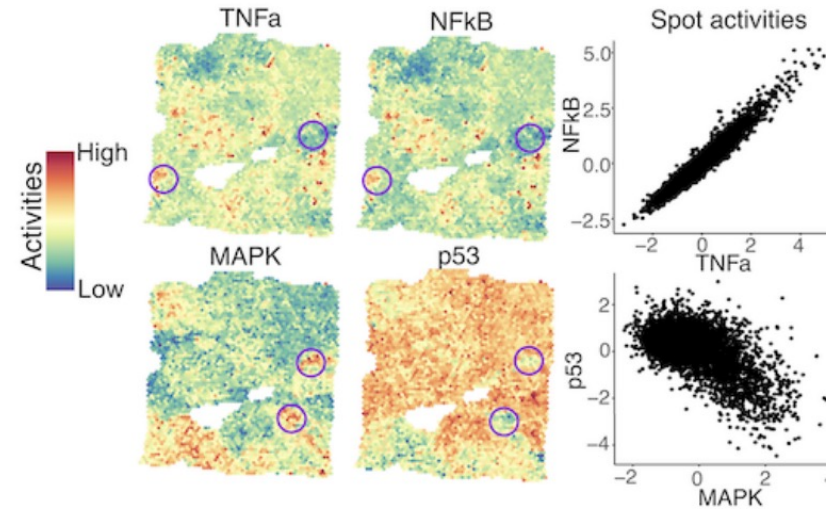 TNFa
NFkB
Spot activities
High
Activities
Low
5.0
2.5
0.0
−2.5
NFkB
−2
0
2
4
TNFa
MAPK
p53
2
0
−2
−4
p53
−2
0
2
MAPK